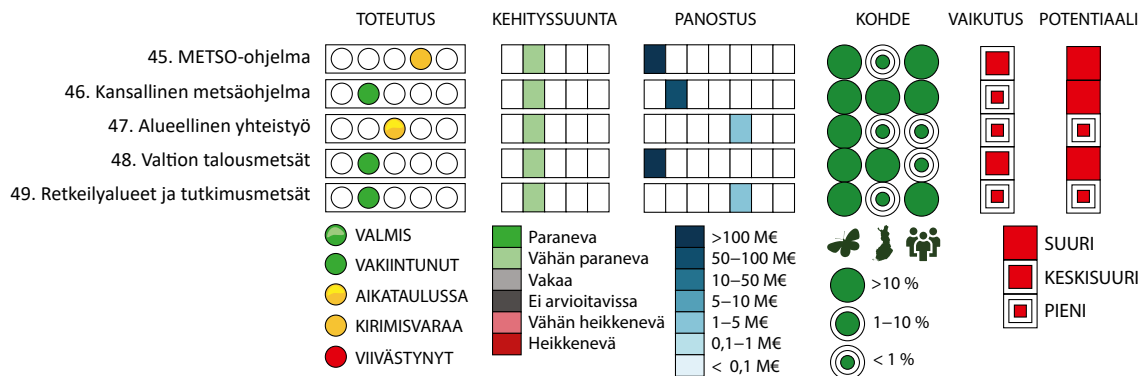 TOTEUTUS KEHITYSSUUNTA PANOSTUS KOHDE VAIKUTUS POTENTIAALI
45. METSO-ohjelma
46. Kansallinen metsäohjelma
47. Alueellinen yhteistyö
48. Valtion talousmetsät
49. Retkeilyalueet ja tutkimusmetsät
VALMIS
VAKIINTUNUT
AIKATAULUSSA
KIRIMISVARAA
VIIVÄSTYNYT
Paraneva
Vähän paraneva
Vakaa
Ei arvioitavissa
Vähän heikkenevä
Heikkenevä
>100 M€
50–100 M€
10–50 M€
5–10 M€
1–5 M€
0,1–1 M€
< 0,1 M€
>10 %
1–10 %
< 1 %
SUURI
KESKISUURI
PIENI